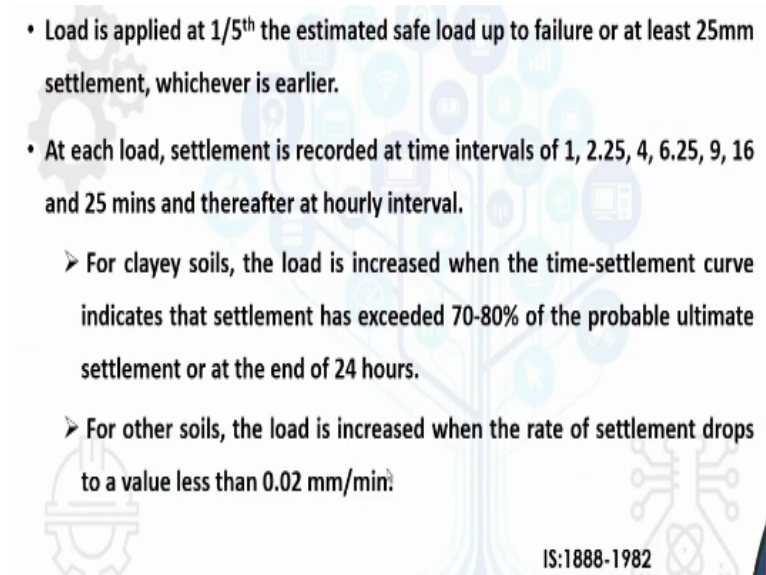 • Load is applied at 1/5th the estimated safe load up to failure or at least 25mm
settlement, whichever is earlier.
• At each load, settlement is recorded at time intervals of 1, 2.25, 4, 6.25, 9, 16
and 25 mins and thereafter at hourly interval.
➢ For clayey soils, the load is increased when the time-settlement curve
indicates that settlement has exceeded 70-80% of the probable ultimate
settlement or at the end of 24 hours.
➢ For other soils, the load is increased when the rate of settlement drops
to a value less than 0.02 mm/min.
IS:1888-1982